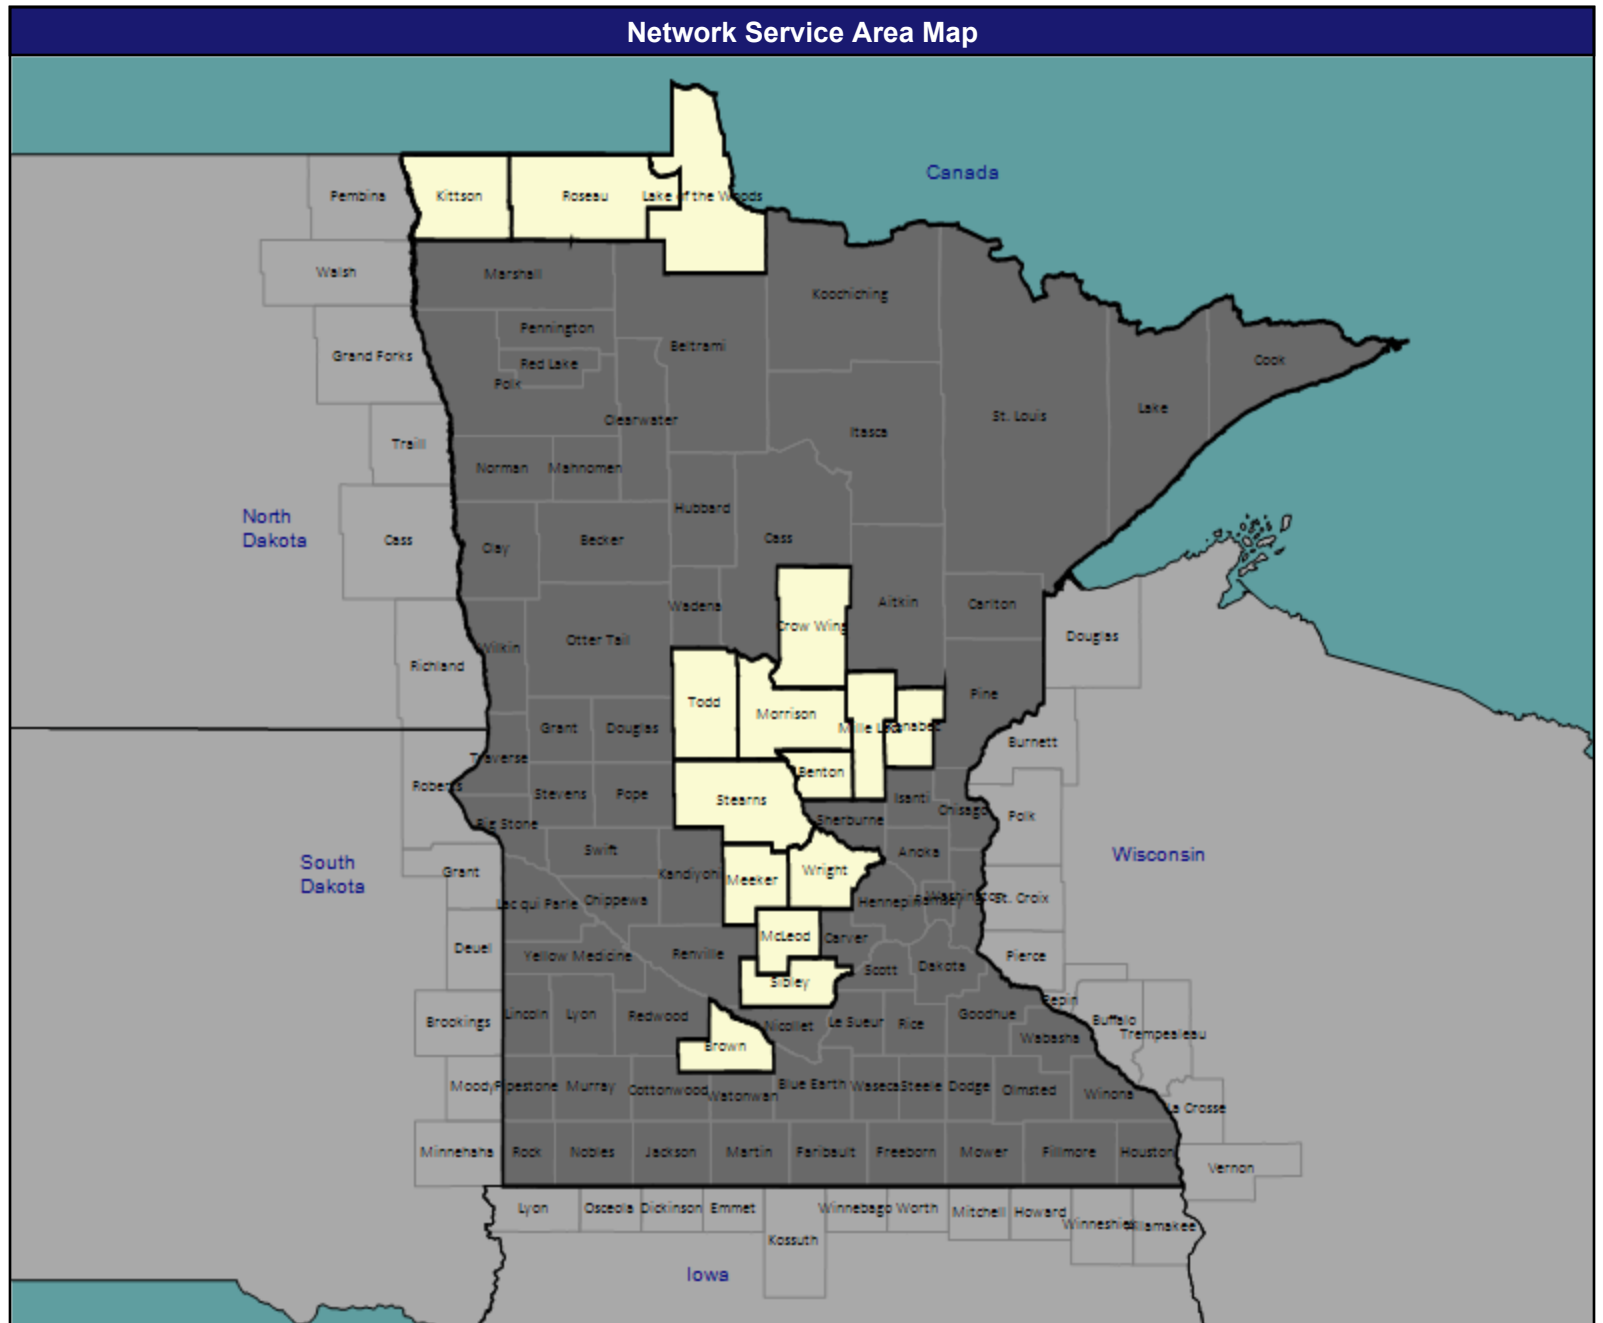 Network Service Area Map
Canada
Pembina
Kittson
Roseau
Lake of the Woods
Walsh
Marshall
Koochiching
Pennington
Beltrami
Grand Forks
Red Lake
Cook
Polk
Lake
St. Louis
Clearwater
Itasca
Traill
Norman
Mahnomen
Hubbard
North
Dakota
Cass
Clay
Becker
Cass
Wadena
Aitkin
Carlton
Crow Wing
Douglas
Otter Tail
Wilkin
Richland
Pine
Todd
Morrison
Grant
Douglas
Mille Lacs
Kanabec
Burnett
Traverse
Benton
Roberts
Stevens
Pope
Stearns
Isanti
Chisago
Polk
Big Stone
Sherburne
Swift
Anoka
Wisconsin
South
Dakota
Grant
Kandiyohi
Meeker
Wright
Lac qui Parle
Chippewa
Hennepin
Ramsey
Washington
St. Croix
McLeod
Carver
Deuel
Yellow Medicine
Renville
Scott
Dakota
Pierce
Sibley
Pepin
Brookings
Lincoln
Lyon
Redwood
Nicollet
Le Sueur
Rice
Goodhue
Buffalo
Trempealeau
Wabasha
Brown
Moody
Pipestone
Murray
Cottonwood
Watonwan
Blue Earth
Waseca
Steele
Dodge
Olmsted
Winona
La Crosse
Minnehaha
Rock
Nobles
Jackson
Martin
Faribault
Freeborn
Mower
Fillmore
Houston
Vernon
Lyon
Osceola
Dickinson
Emmet
Winnebago
Worth
Mitchell
Howard
Winneshiek
Allamakee
Kossuth
Iowa